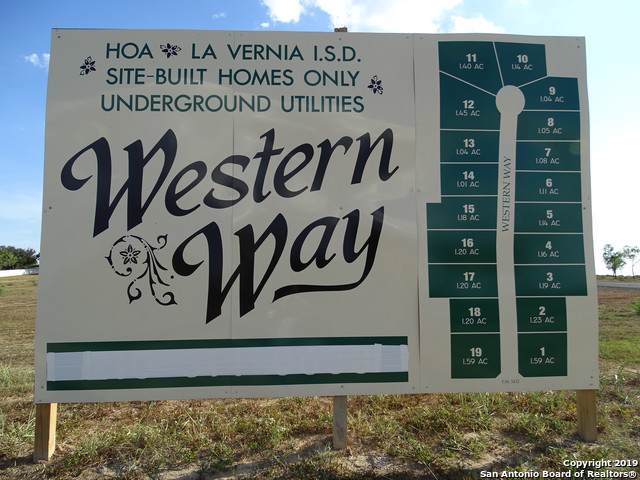 HOA LA VERNIA I.S.D.
SITE-BUILT HOMES ONLY
UNDERGROUND UTILITIES
Western
Way
11
1.40 AC
10
1.14 AC
12
1.45 AC
9
1.04 AC
8
1.05 AC
13
1.04 AC
7
1.08 AC
14
1.01 AC
6
1.11 AC
15
1.18 AC
5
1.14 AC
16
1.20 AC
4
1.16 AC
17
1.20 AC
3
1.19 AC
18
1.20 AC
2
1.23 AC
19
1.59 AC
1
1.59 AC
WESTERN WAY
Copyright 2019
San Antonio Board of Realtors®